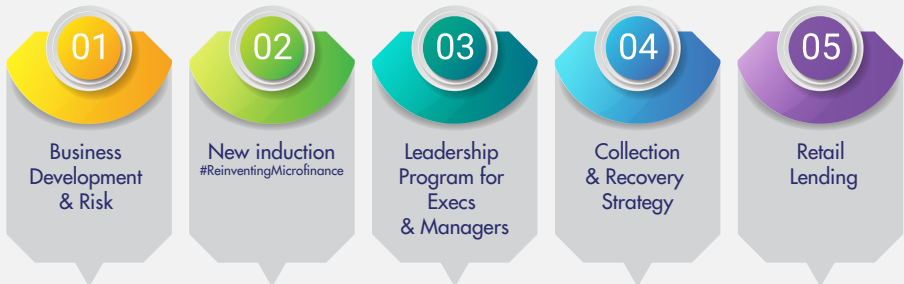 01
Business
Development
& Risk
02
New induction
#ReinventingMicrofinance
03
Leadership
Program for
Execs
& Managers
04
Collection
& Recovery
Strategy
05
Retail
Lending